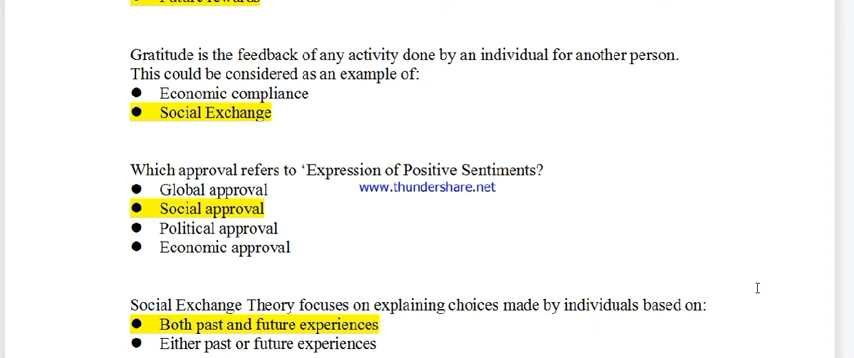 Future rewards
Gratitude is the feedback of any activity done by an individual for another person.
This could be considered as an example of:
● Economic compliance
● Social Exchange
Which approval refers to ‘Expression of Positive Sentiments?
● Global approval
www.thundershare.net
● Social approval
● Political approval
● Economic approval
Social Exchange Theory focuses on explaining choices made by individuals based on:
● Both past and future experiences
● Either past or future experiences